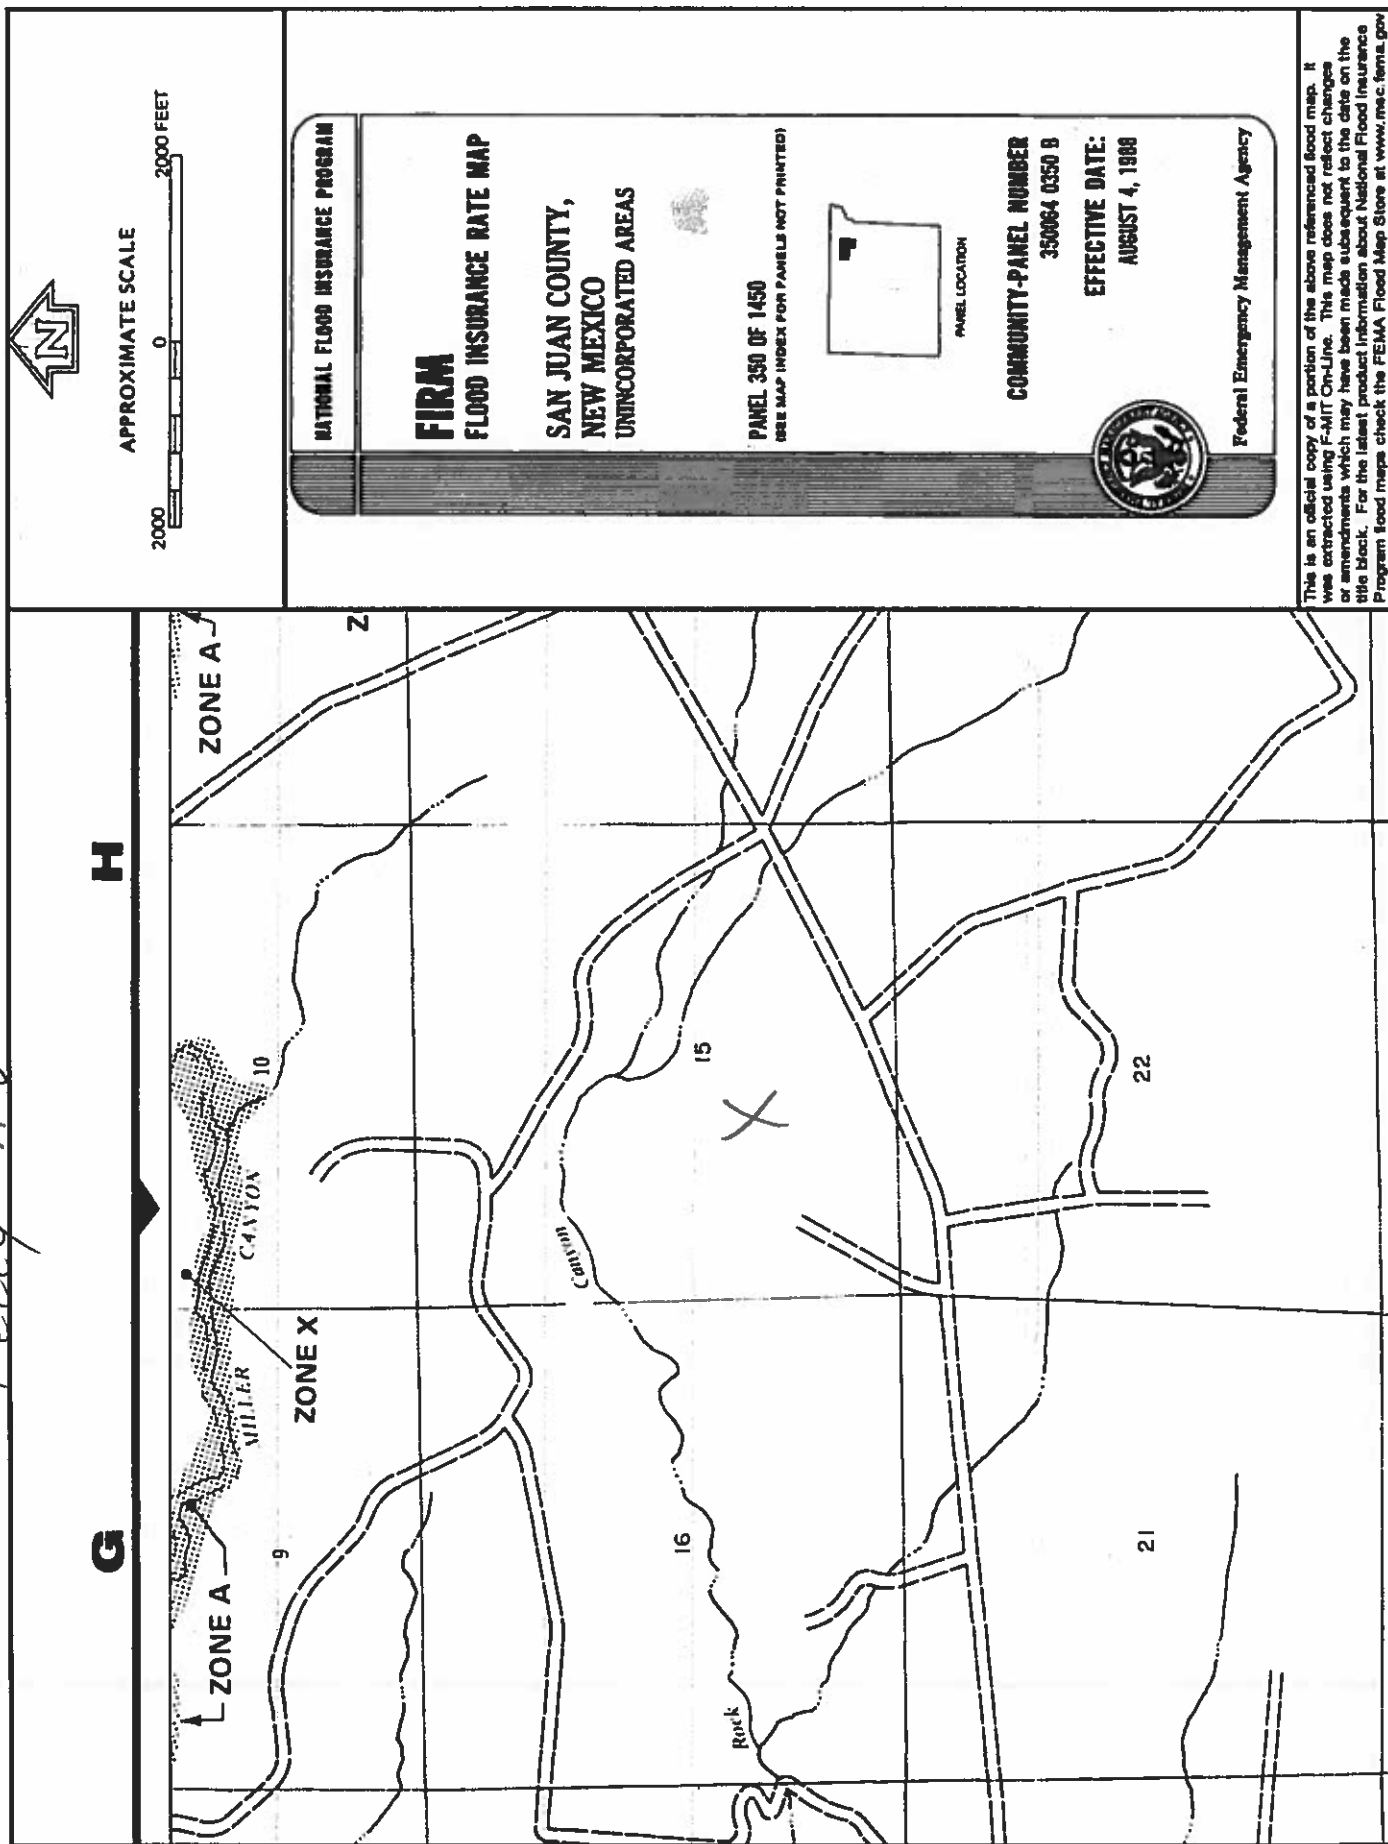 APPROXIMATE SCALE
2000 0 2000 FEET
N
NATIONAL FLOOD INSURANCE PROGRAM
FIRM
FLOOD INSURANCE RATE MAP
SAN JUAN COUNTY,
NEW MEXICO
UNINCORPORATED AREAS
PANEL 350 OF 1450
(SEE MAP INDEX FOR PANELS NOT PRINTED)
PANEL LOCATION
COMMUNITY-PANEL NUMBER
350064 0350 B
EFFECTIVE DATE:
AUGUST 4, 1988
Federal Emergency Management Agency
This is an official copy of a portion of the above referenced flood map. It
was extracted using F-MIT On-Line. This map does not reflect changes
or amendments which may have been made subsequent to the date on the
title block. For the latest product information about National Flood Insurance
Program flood maps check the FEMA Flood Map Store at www.msc.fema.gov
G
H
ZONE A
ZONE X
ZONE A
Z
MILLER CANYON
9
10
Rock Canyon
16
15
X
21
22